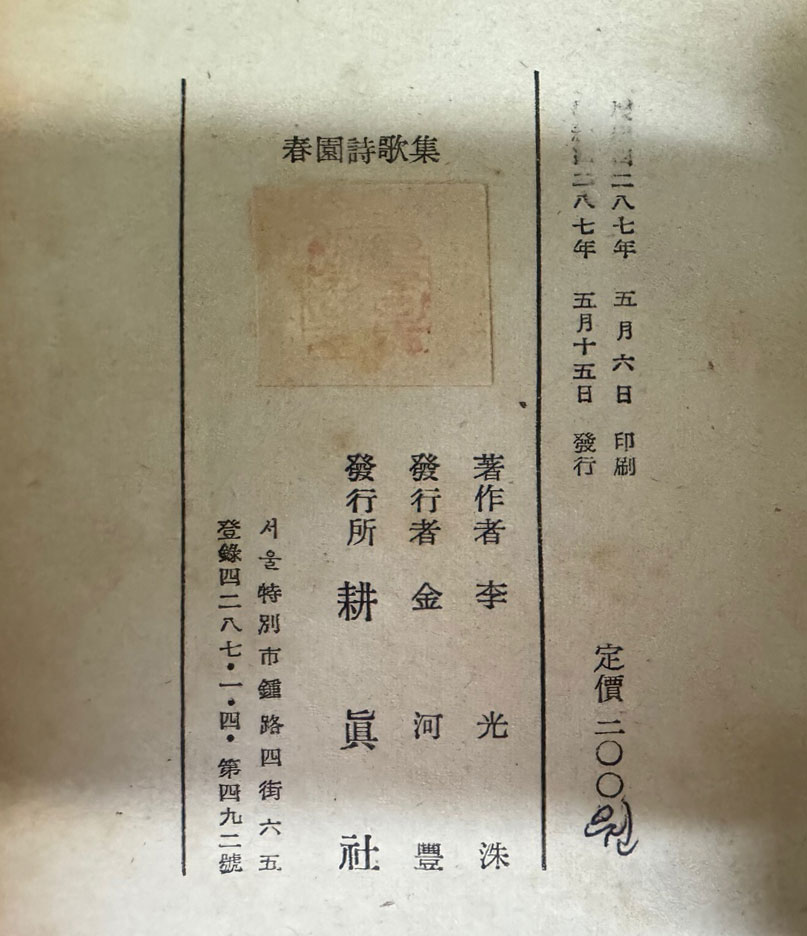 四二八七年 五月六日 印刷
二八七年 五月十五日 發行
定價 二〇〇원
春園詩歌集
著作者 李光洙
發行者 金河豐
發行所 耕眞社
서울特別市鍾路四街六五
登錄四二八七・一・四・第四九二號